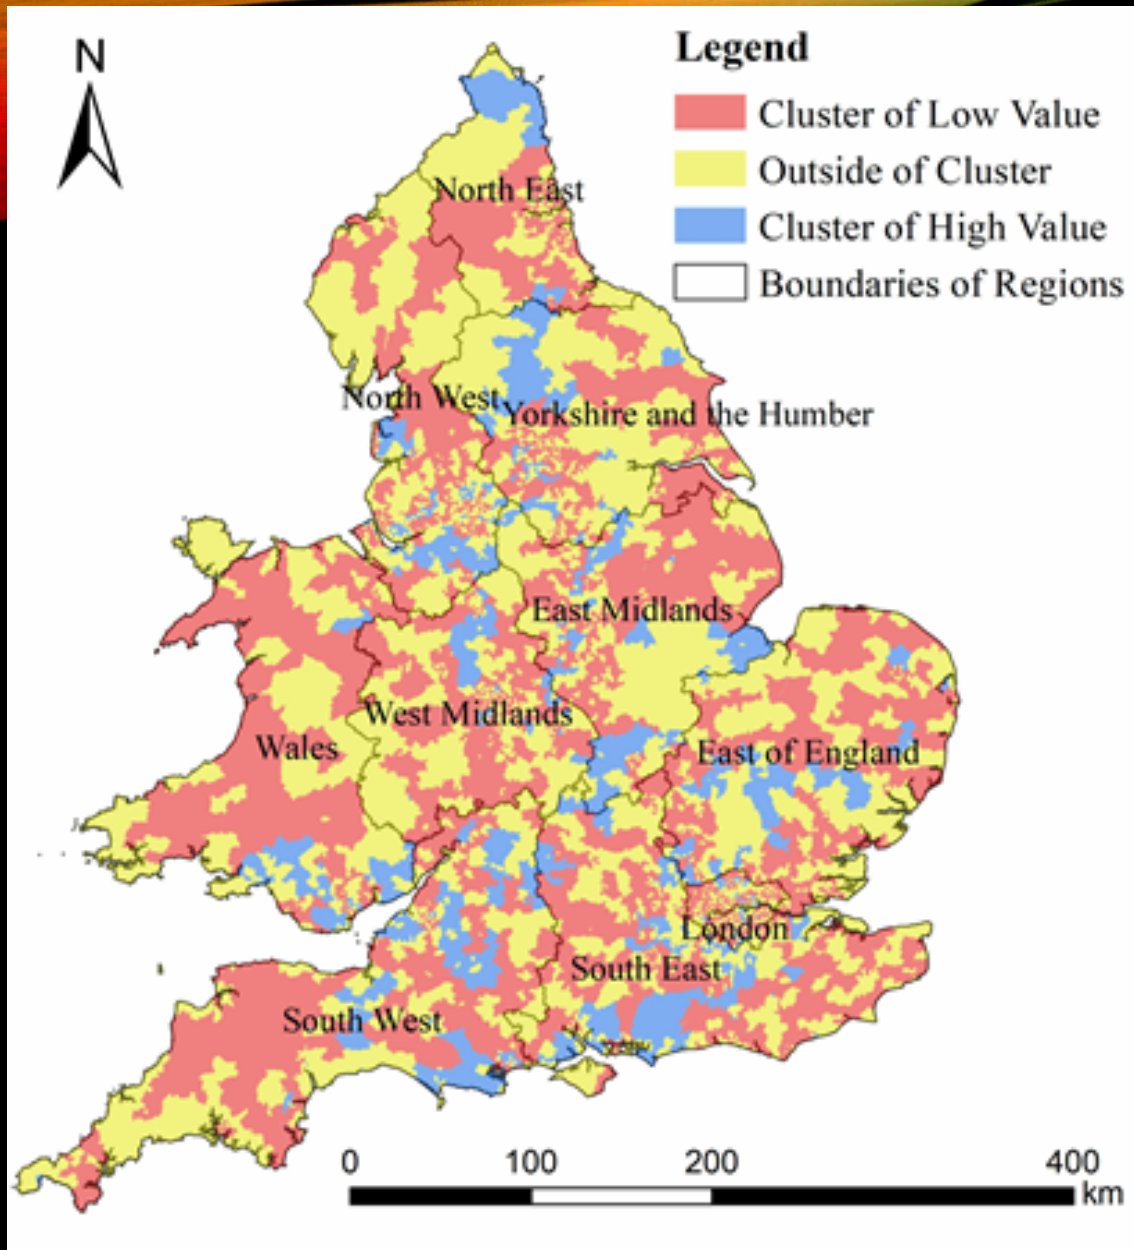 N
Legend
Cluster of Low Value
Outside of Cluster
Cluster of High Value
Boundaries of Regions
North East
North West
Yorkshire and the Humber
East Midlands
West Midlands
Wales
East of England
London
South East
South West
0 100 200 400
km